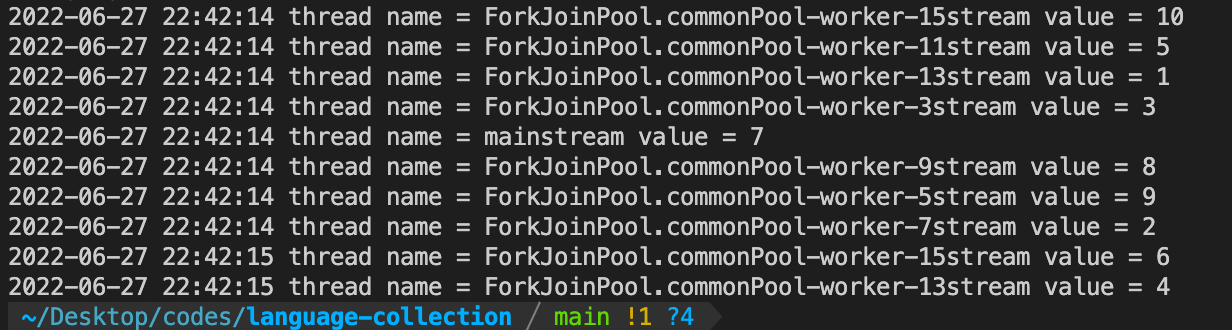 2022-06-27 22:42:14 thread name = ForkJoinPool.commonPool-worker-15stream value = 10
2022-06-27 22:42:14 thread name = ForkJoinPool.commonPool-worker-11stream value = 5
2022-06-27 22:42:14 thread name = ForkJoinPool.commonPool-worker-13stream value = 1
2022-06-27 22:42:14 thread name = ForkJoinPool.commonPool-worker-3stream value = 3
2022-06-27 22:42:14 thread name = mainstream value = 7
2022-06-27 22:42:14 thread name = ForkJoinPool.commonPool-worker-9stream value = 8
2022-06-27 22:42:14 thread name = ForkJoinPool.commonPool-worker-5stream value = 9
2022-06-27 22:42:14 thread name = ForkJoinPool.commonPool-worker-7stream value = 2
2022-06-27 22:42:15 thread name = ForkJoinPool.commonPool-worker-15stream value = 6
2022-06-27 22:42:15 thread name = ForkJoinPool.commonPool-worker-13stream value = 4
~/Desktop/codes/language-collection / main !1 ?4